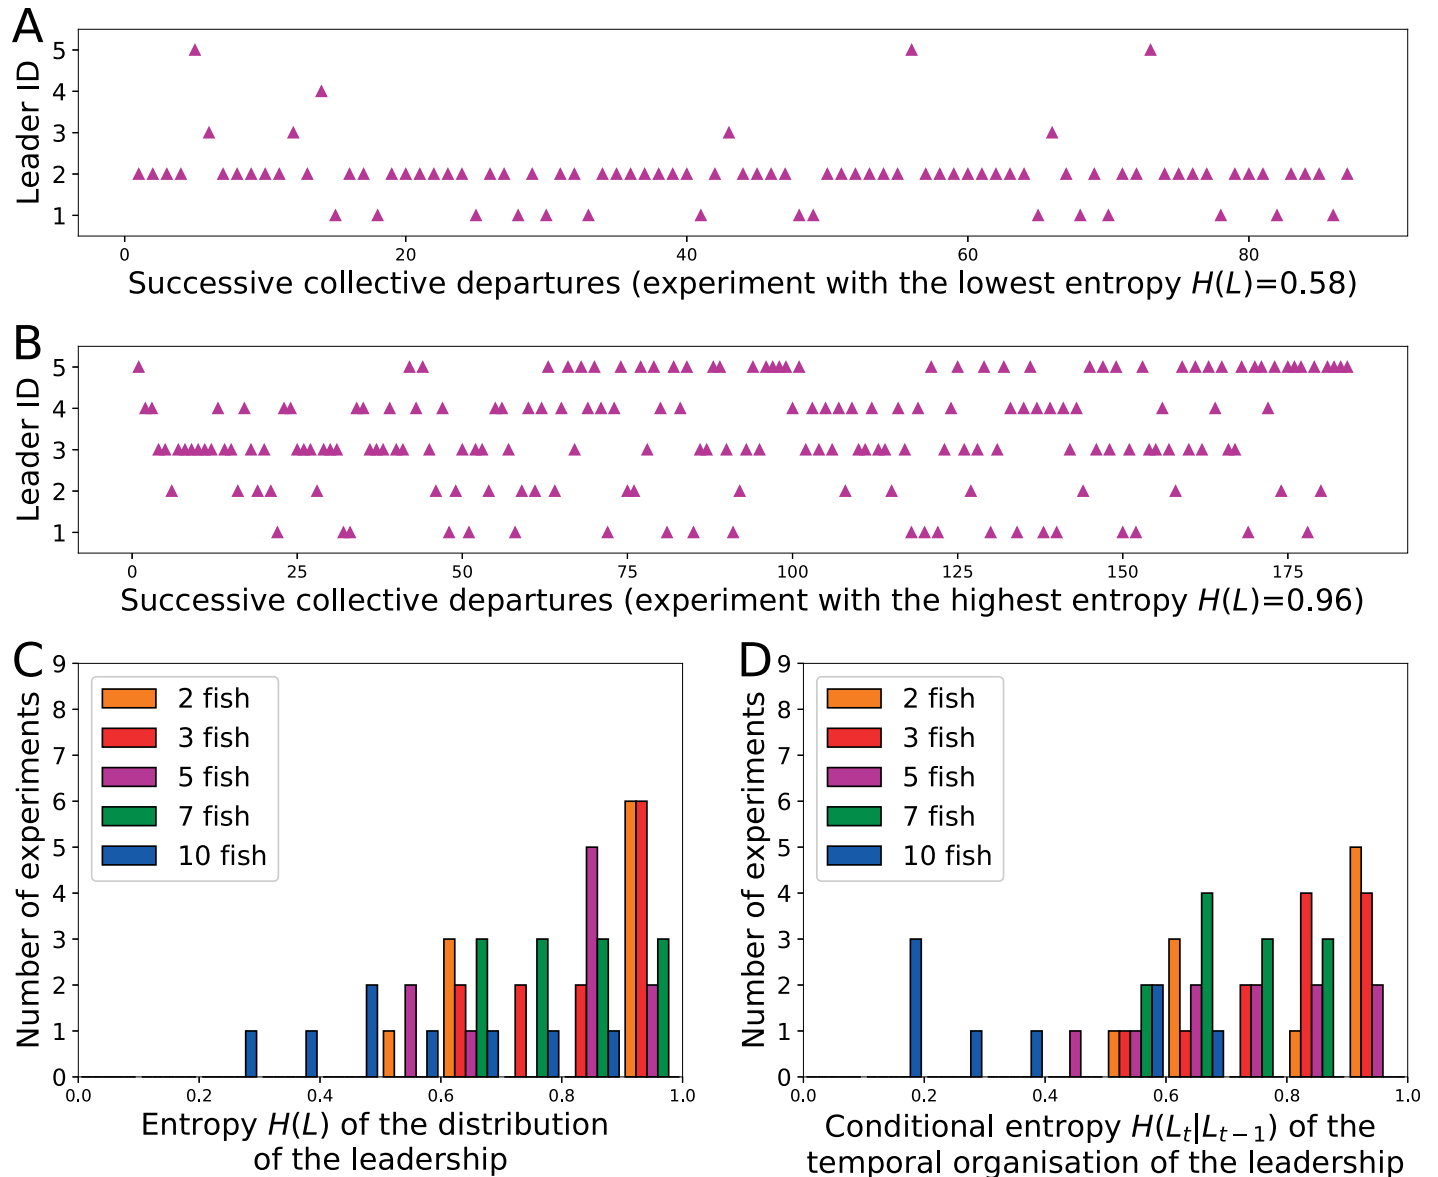 A
Leader ID
5
4
3
2
1
0 20 40 60 80
Successive collective departures (experiment with the lowest entropy H(L)=0.58)
B
Leader ID
5
4
3
2
1
0 25 50 75 100 125 150 175
Successive collective departures (experiment with the highest entropy H(L)=0.96)
C
Number of experiments
9
8
7
6
5
4
3
2
1
0
2 fish
3 fish
5 fish
7 fish
10 fish
0.0 0.2 0.4 0.6 0.8 1.0
Entropy H(L) of the distribution
of the leadership
D
Number of experiments
9
8
7
6
5
4
3
2
1
0
2 fish
3 fish
5 fish
7 fish
10 fish
0.0 0.2 0.4 0.6 0.8 1.0
Conditional entropy H(Lₜ|Lₜ₋₁) of the
temporal organisation of the leadership